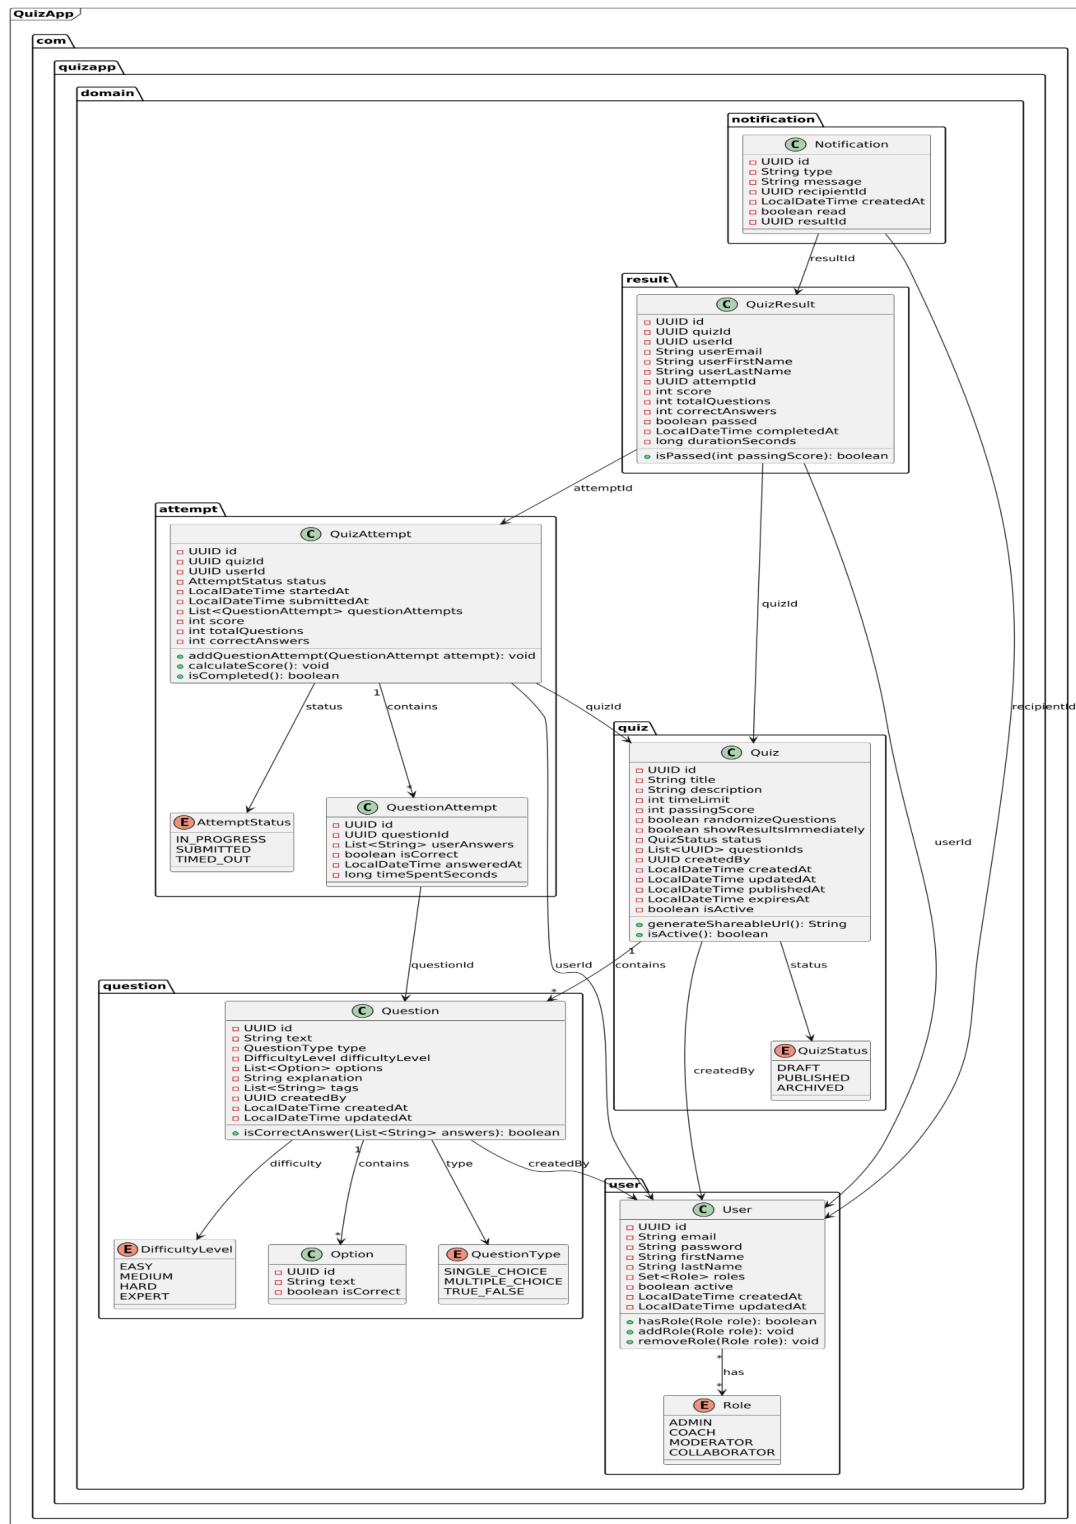 QuizApp
com
quizapp
domain
notification
C Notification
UUID id
String type
String message
UUID recipientId
LocalDateTime createdAt
boolean read
UUID resultId
resultId
result
C QuizResult
UUID id
UUID quizId
UUID userId
String userEmail
String userFirstName
String userLastName
UUID attemptId
int score
int totalQuestions
int correctAnswers
boolean passed
LocalDateTime completedAt
long durationSeconds
isPassed(int passingScore): boolean
attemptId
attempt
C QuizAttempt
UUID id
UUID quizId
UUID userId
AttemptStatus status
LocalDateTime startedAt
LocalDateTime submittedAt
List<QuestionAttempt> questionAttempts
int score
int totalQuestions
int correctAnswers
addQuestionAttempt(QuestionAttempt attempt): void
calculateScore(): void
isCompleted(): boolean
quizId
1
status
contains
quizId
recipientId
*
quiz
C Quiz
UUID id
String title
String description
int timeLimit
int passingScore
boolean randomizeQuestions
boolean showResultsImmediately
QuizStatus status
List<UUID> questionIds
UUID createdBy
LocalDateTime createdAt
LocalDateTime updatedAt
LocalDateTime publishedAt
LocalDateTime expiresAt
boolean isActive
generateShareableUrl(): String
isActive(): boolean
E AttemptStatus
IN_PROGRESS
SUBMITTED
TIMED_OUT
C QuestionAttempt
UUID id
UUID questionId
List<String> userAnswers
boolean isCorrect
LocalDateTime answeredAt
long timeSpentSeconds
userId
questionId
userId
1
contains
status
*
question
C Question
UUID id
String text
QuestionType type
DifficultyLevel difficultyLevel
List<Option> options
String explanation
List<String> tags
UUID createdBy
LocalDateTime createdAt
LocalDateTime updatedAt
isCorrectAnswer(List<String> answers): boolean
E QuizStatus
DRAFT
PUBLISHED
ARCHIVED
createdBy
difficulty
1
contains
type
createdBy
*
E DifficultyLevel
EASY
MEDIUM
HARD
EXPERT
C Option
UUID id
String text
boolean isCorrect
E QuestionType
SINGLE_CHOICE
MULTIPLE_CHOICE
TRUE_FALSE
user
C User
UUID id
String email
String password
String firstName
String lastName
Set<Role> roles
boolean active
LocalDateTime createdAt
LocalDateTime updatedAt
hasRole(Role role): boolean
addRole(Role role): void
removeRole(Role role): void
*
has
*
E Role
ADMIN
COACH
MODERATOR
COLLABORATOR